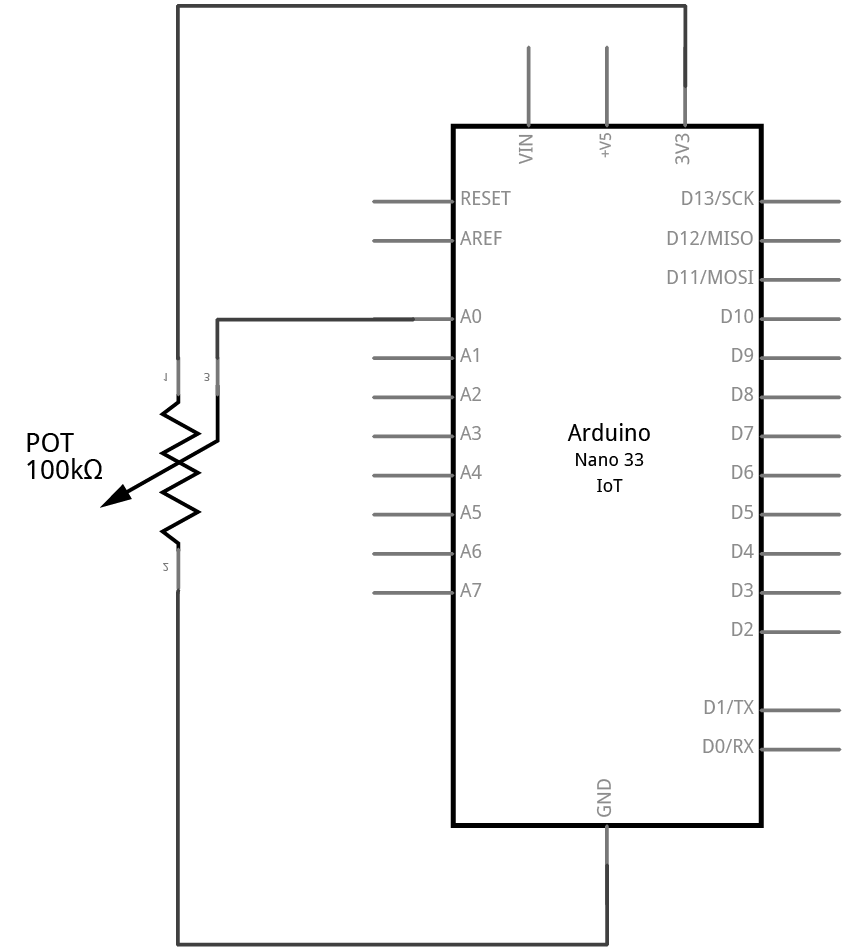 VIN
+V5
3V3
RESET
D13/SCK
AREF
D12/MISO
D11/MOSI
A0
D10
1
3
A1
D9
A2
D8
POT
100kΩ
A3
Arduino
Nano 33
IoT
D7
A4
D6
A5
D5
A6
D4
2
A7
D3
D2
D1/TX
D0/RX
GND